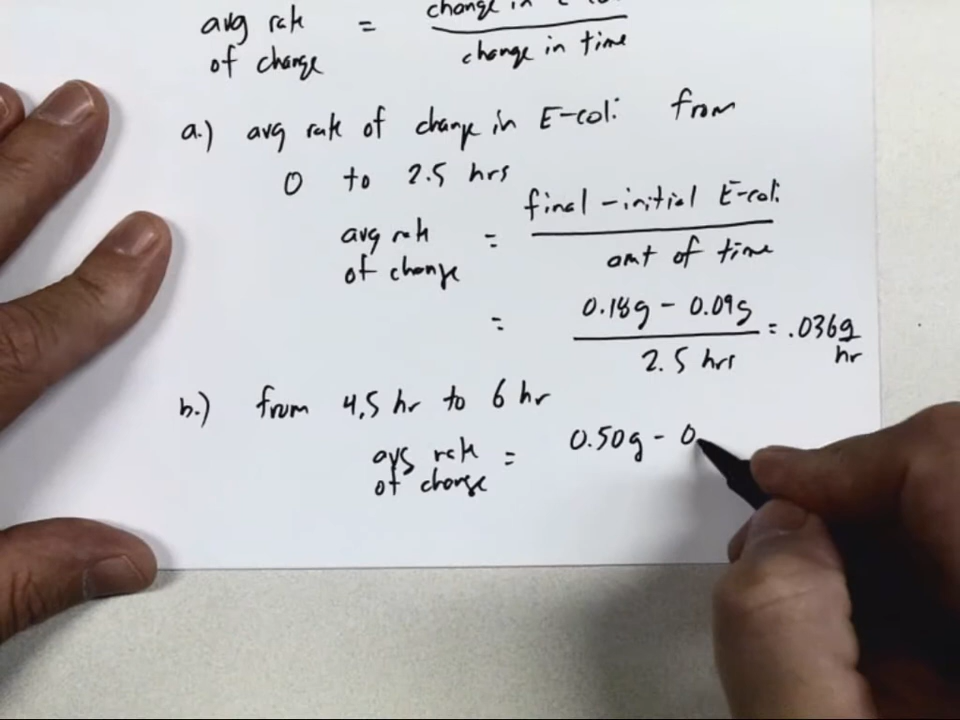 change in E-coli
avg rate of change = change in time
a.) avg rate of change in E-coli from
0 to 2.5 hrs
avg rate of change = final - initial E-coli
amt of time
= 0.18g - 0.09g = .036g
2.5 hrs hr
b.) from 4.5 hr to 6 hr
avg rate of change = 0.50g - 0.